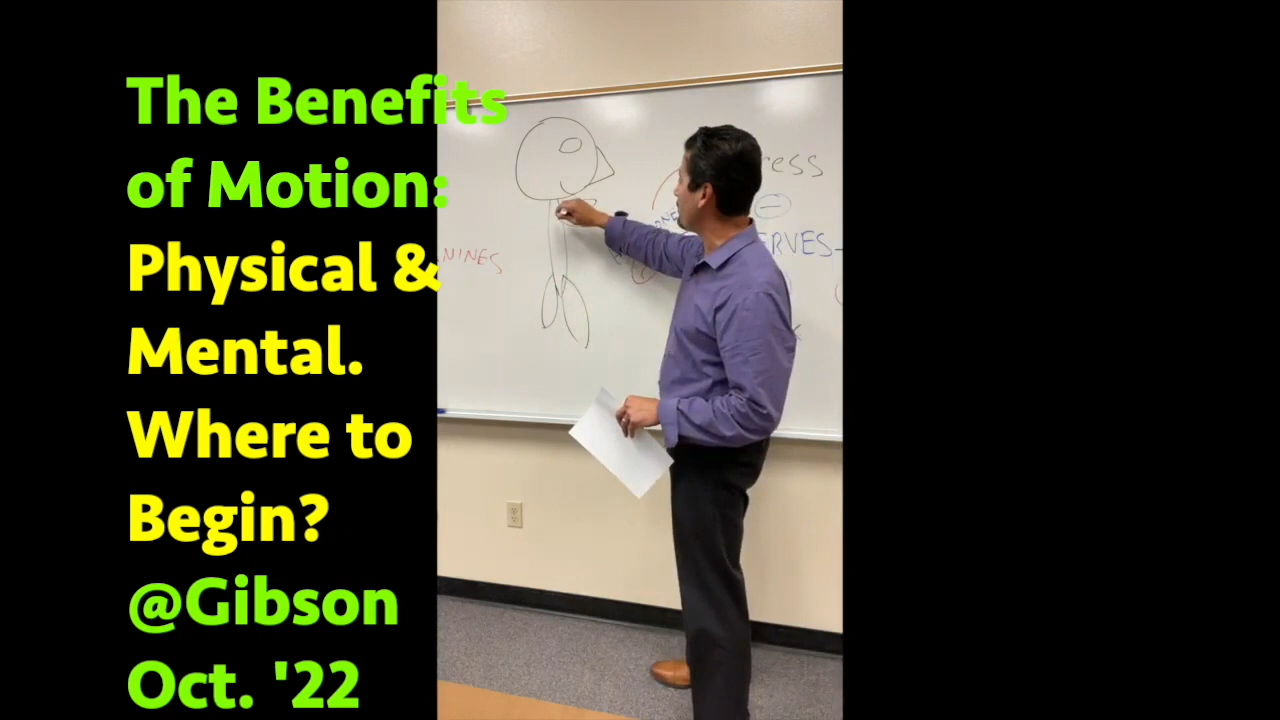 The Benefits
of Motion:
Physical &
Mental.
Where to
Begin?
@Gibson
Oct. '22